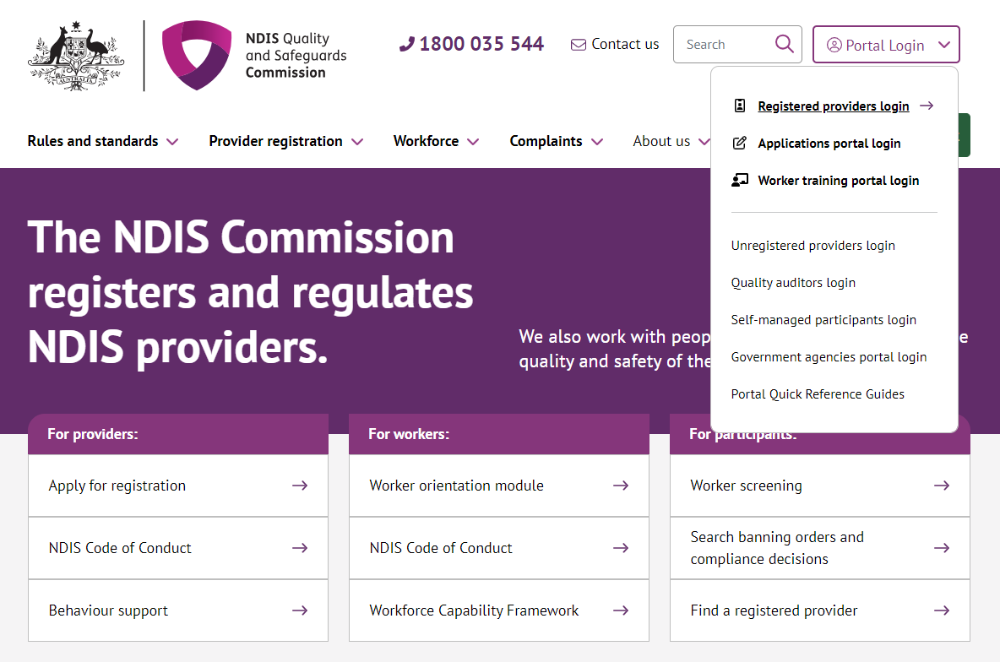 AUSTRALIA
NDIS Quality
and Safeguards
Commission
1800 035 544
Contact us
Search
Portal Login
Registered providers login
Applications portal login
Worker training portal login
Unregistered providers login
Quality auditors login
Self-managed participants login
Government agencies portal login
Portal Quick Reference Guides
Rules and standards
Provider registration
Workforce
Complaints
About us
The NDIS Commission
registers and regulates
NDIS providers.
We also work with
quality and safety of
For providers:
Apply for registration
NDIS Code of Conduct
Behaviour support
For workers:
Worker orientation module
NDIS Code of Conduct
Workforce Capability Framework
For participants:
Worker screening
Search banning orders and
compliance decisions
Find a registered provider